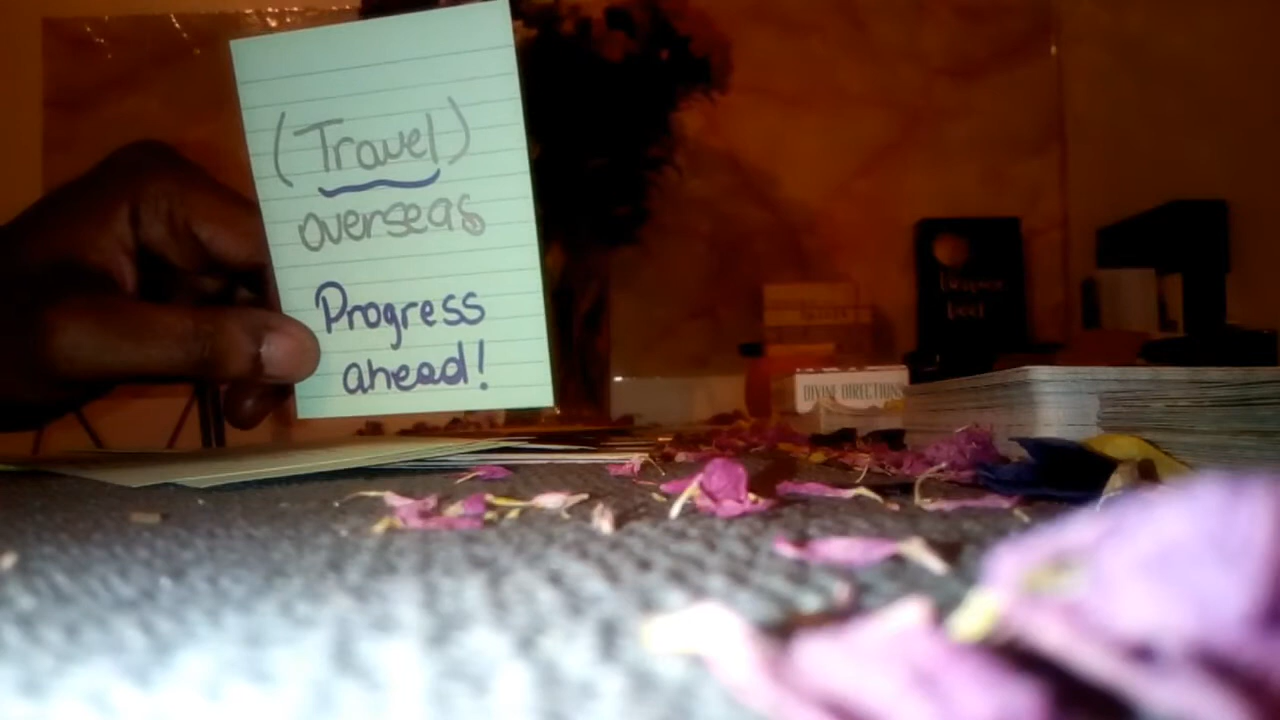 (Travel)
overseas
Progress
ahead!
DIVINE DIRECTIONS